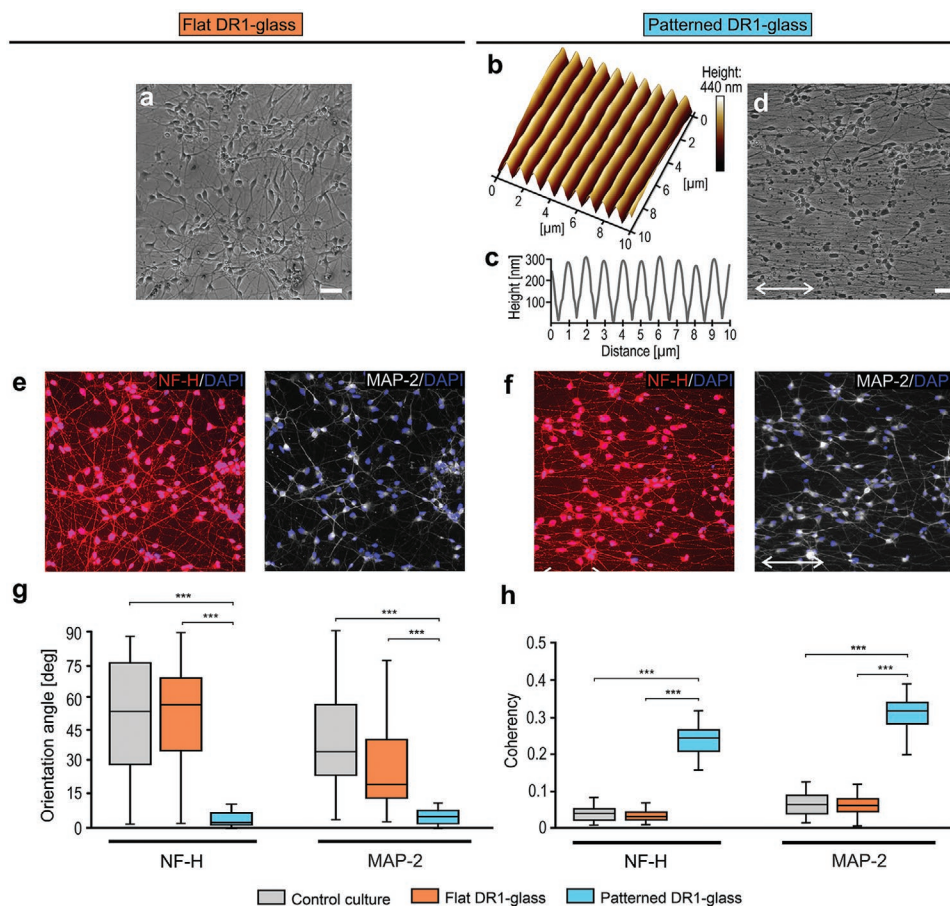 Flat DR1-glass
Patterned DR1-glass
a
b
Height:
440 nm
0
2
4
6
8
10
[µm]
0
2
4
6
8
10
[µm]
c
Height [nm]
300
200
100
0 1 2 3 4 5 6 7 8 9 10
Distance [µm]
d
e
NF-H/DAPI
MAP-2/DAPI
f
NF-H/DAPI
MAP-2/DAPI
g
Orientation angle [deg]
90
75
60
45
30
15
0
***
***
***
***
NF-H
MAP-2
h
Coherency
0.5
0.4
0.3
0.2
0.1
0
***
***
***
***
NF-H
MAP-2
Control culture
Flat DR1-glass
Patterned DR1-glass